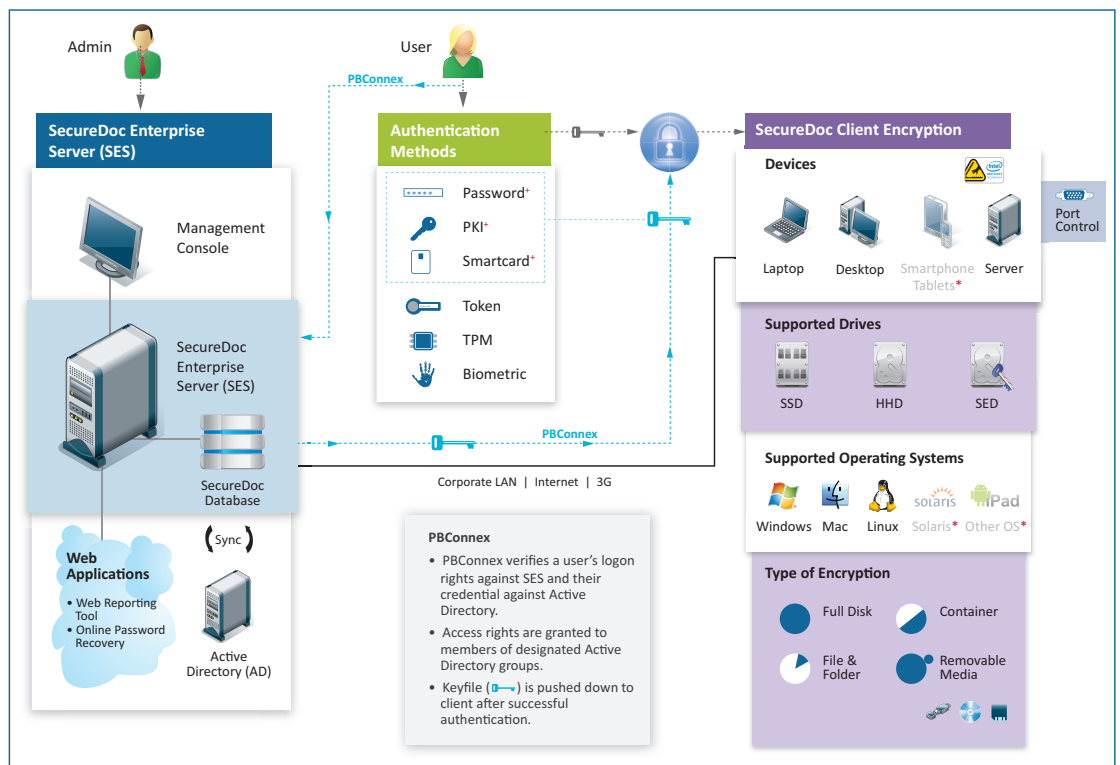 Admin
User
PBConnex
SecureDoc Enterprise
Server (SES)
Management
Console
SecureDoc
Enterprise
Server (SES)
SecureDoc
Database
Sync
Web
Applications
• Web Reporting
Tool
• Online Password
Recovery
Active
Directory (AD)
Authentication
Methods
Password+
PKI+
Smartcard+
Token
TPM
Biometric
PBConnex
Corporate LAN | Internet | 3G
PBConnex
• PBConnex verifies a user's logon
rights against SES and their
credential against Active
Directory.
• Access rights are granted to
members of designated Active
Directory groups.
• Keyfile ( ) is pushed down to
client after successful
authentication.
SecureDoc Client Encryption
Devices
Laptop
Desktop
Smartphone
Tablets*
Server
Port
Control
Supported Drives
SSD
HHD
SED
Supported Operating Systems
solaris
iPad
Windows
Mac
Linux
Solaris*
Other OS*
Type of Encryption
Full Disk
Container
File &
Folder
Removable
Media